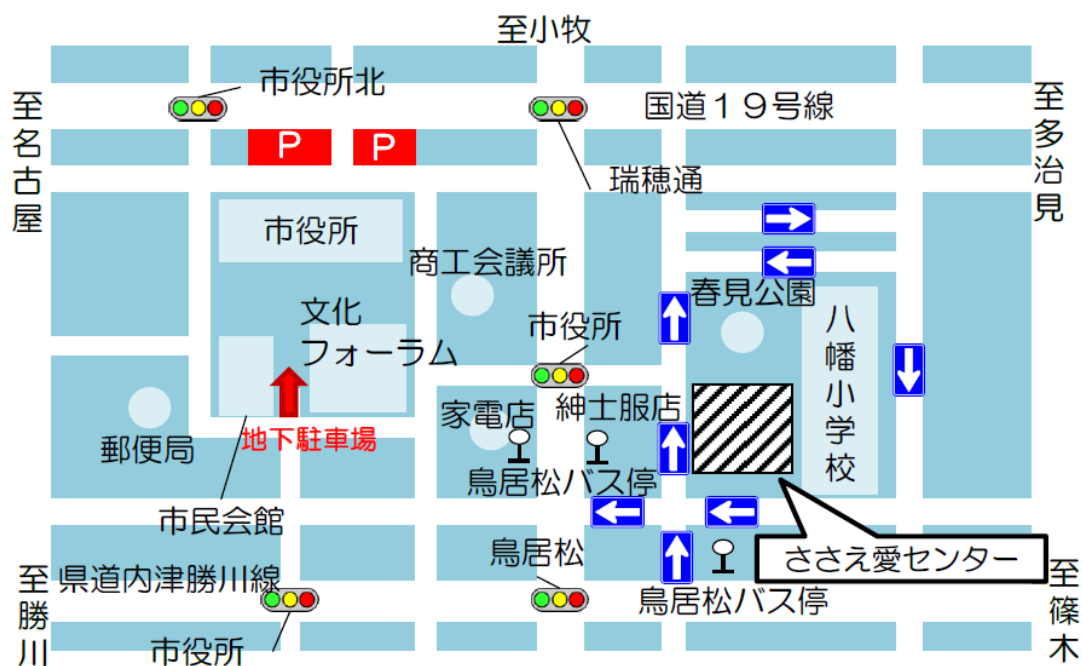 至小牧
市役所北
国道１９号線
至名古屋
至多治見
P
P
瑞穂通
市役所
商工会議所
春見公園
文化
フォーラム
市役所
八幡小学校
家電店
紳士服店
地下駐車場
郵便局
鳥居松バス停
市民会館
鳥居松
ささえ愛センター
至勝川
県道内津勝川線
鳥居松バス停
至篠木
市役所